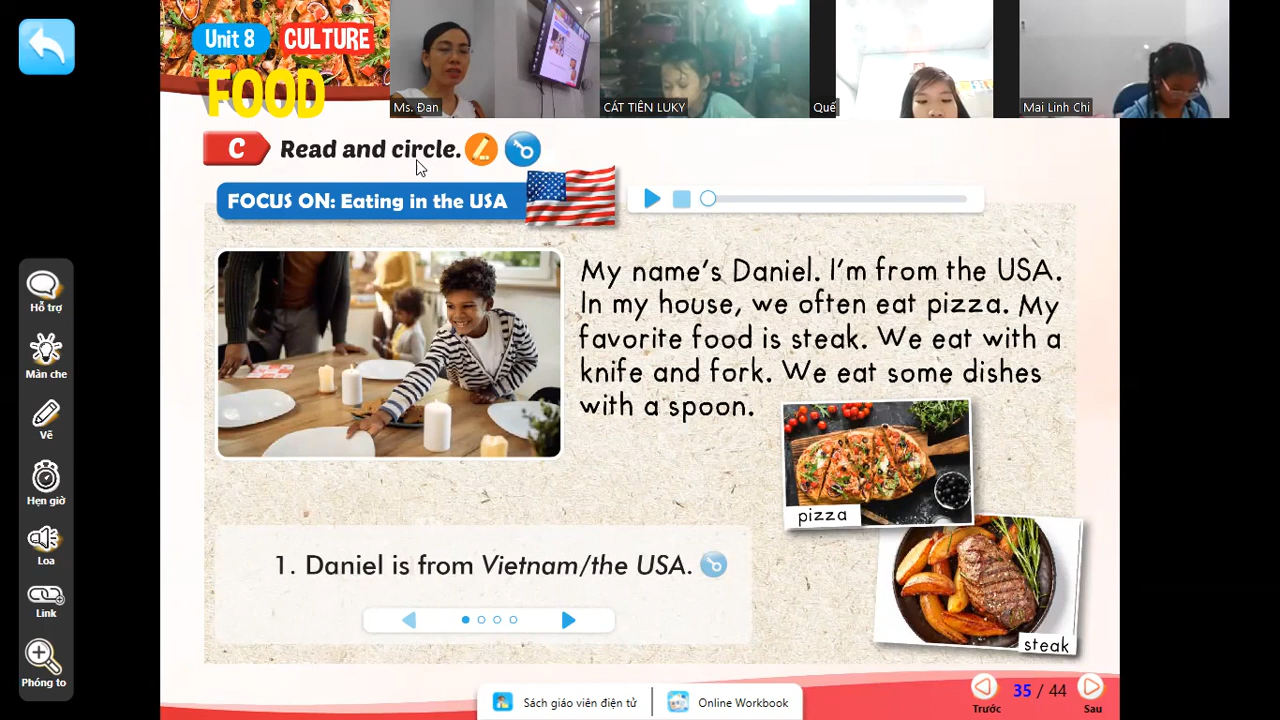 Unit 8 CULTURE
FOOD
Ms. Đan
CÁT TIÊN LUKY
Quế
Mai Linh Chi
C Read and circle.
FOCUS ON: Eating in the USA
My name's Daniel. I'm from the USA.
In my house, we often eat pizza. My
favorite food is steak. We eat with a
knife and fork. We eat some dishes
with a spoon.
pizza
steak
1. Daniel is from Vietnam/the USA.
Hỗ trợ
Màn che
Vẽ
Hẹn giờ
Loa
Link
Phóng to
Sách giáo viên điện tử
Online Workbook
35 / 44
Trước
Sau